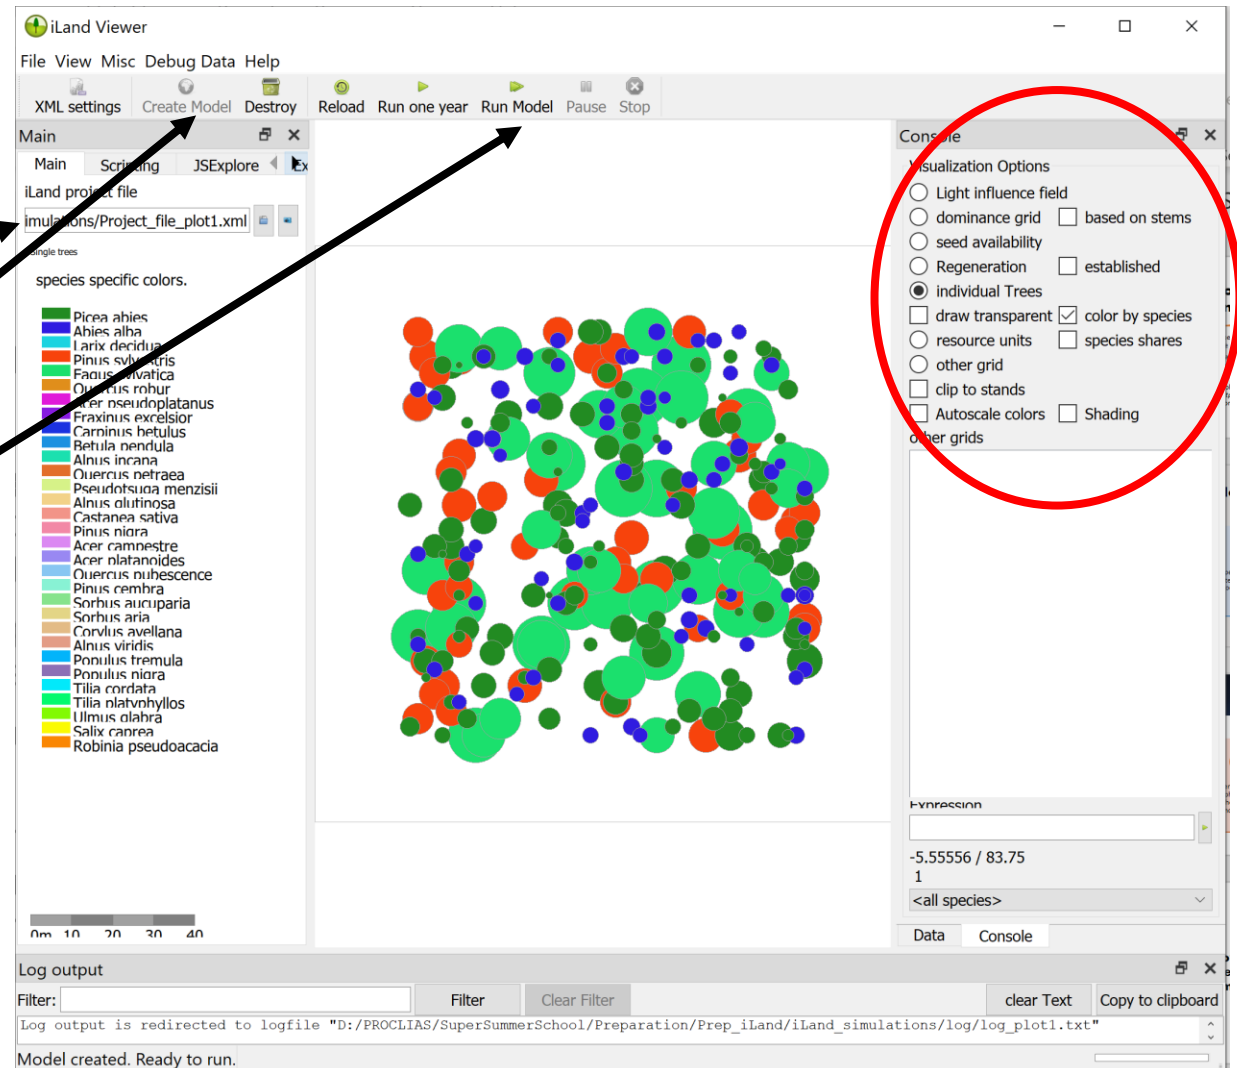 iLand Viewer
File View Misc Debug Data Help
XML settings Create Model Destroy Reload Run one year Run Model Pause Stop
Main
Main Scripting JSExplore Ex
iLand project file
imulations/Project_file_plot1.xml
single trees
species specific colors.
Picea abies
Abies alba
Larix decidua
Pinus sylvestris
Fagus sylvatica
Quercus robur
Acer pseudoplatanus
Fraxinus excelsior
Carpinus betulus
Betula pendula
Alnus incana
Quercus petraea
Pseudotsuga menzisii
Alnus glutinosa
Castanea sativa
Pinus nigra
Acer campestre
Acer platanoides
Quercus pubescence
Pinus cembra
Sorbus aucuparia
Sorbus aria
Corylus avellana
Alnus viridis
Populus tremula
Populus nigra
Tilia cordata
Tilia platyphyllos
Ulmus glabra
Salix caprea
Robinia pseudoacacia
0m 10 20 30 40
Console
Visualization Options
Light influence field
dominance grid based on stems
seed availability
Regeneration established
individual Trees
draw transparent color by species
resource units species shares
other grid
clip to stands
Autoscale colors Shading
other grids
Expression
-5.55556 / 83.75
1
<all species>
Data Console
Log output
Filter: Filter Clear Filter clear Text Copy to clipboard
Log output is redirected to logfile "D:/PROCLIAS/SuperSummerSchool/Preparation/Prep_iLand/iLand_simulations/log/log_plot1.txt"
Model created. Ready to run.